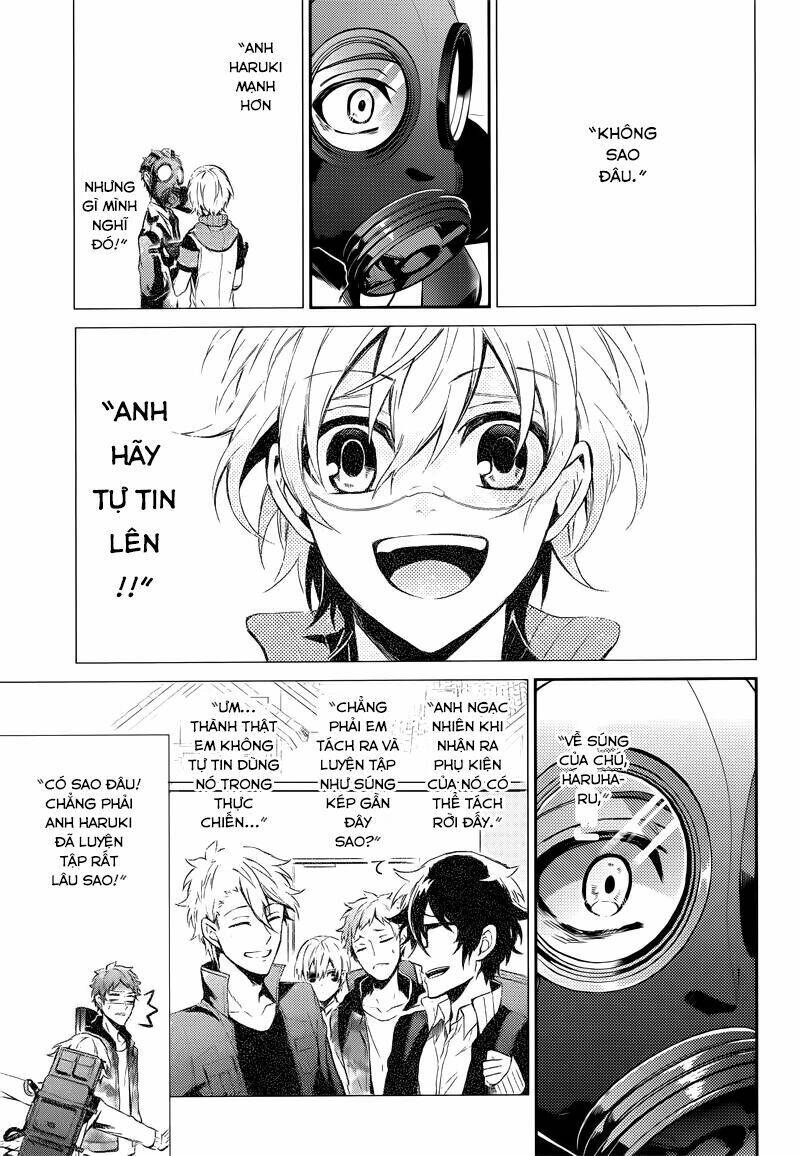 “KHÔNG
SAO
ĐÂU.”
“ANH
HARUKI
MẠNH
HƠN
NHƯNG
GÌ MÌNH
NGHĨ
ĐÓ!”
“ANH
HÃY
TỰ TIN
LÊN
!!”
“VỀ SÚNG
CỦA CHÚ,
HARUHA-
RU,”
“ANH NGẠC
NHIÊN KHI
NHẬN RA
PHỤ KIỆN
CỦA NÓ CÓ
THỂ TÁCH
RỜI ĐẤY.”
“CHẲNG
PHẢI EM
TÁCH RA VÀ
LUYỆN TẬP
NHƯ SÚNG
KÉP GẦN
ĐÂY
SAO?”
“ƯM...
THÀNH THẬT
EM KHÔNG
TỰ TIN DÙNG
NÓ TRONG
THỰC
CHIẾN...”
“CÓ SAO ĐÂU!
CHẲNG PHẢI
ANH HARUKI
ĐÃ LUYỆN
TẬP RẤT
LÂU SAO!”